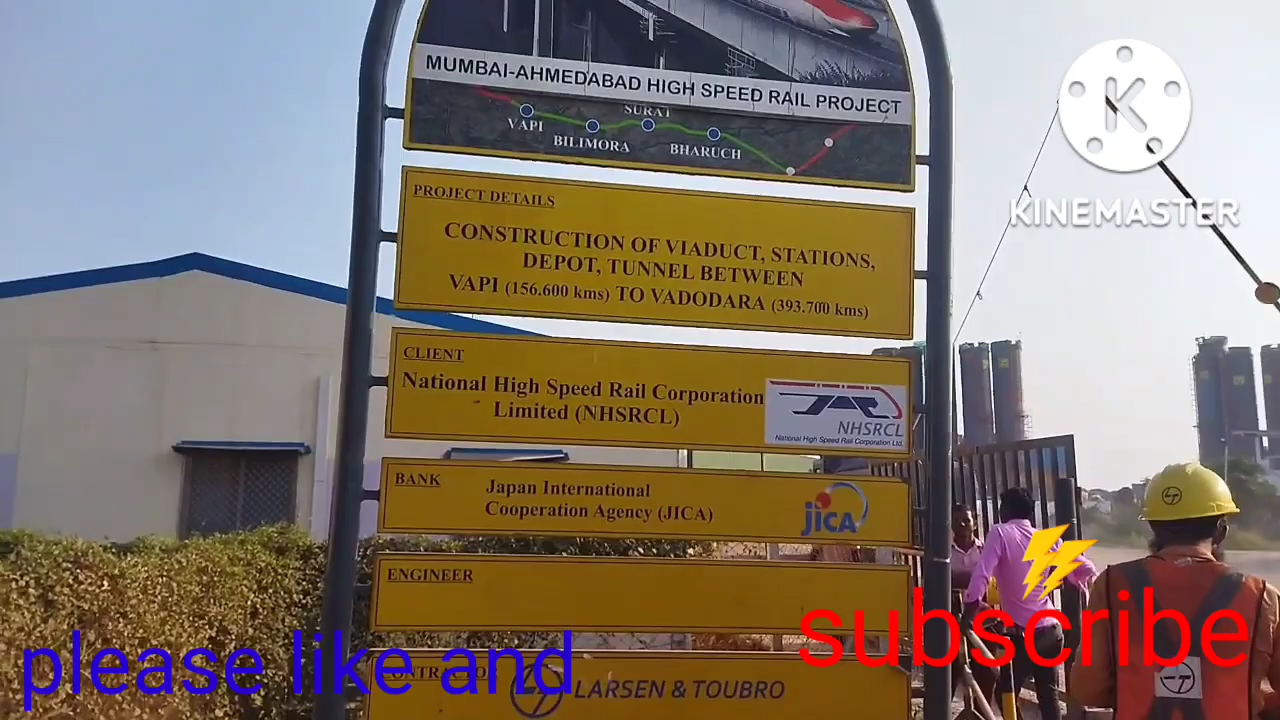 MUMBAI-AHMEDABAD HIGH SPEED RAIL PROJECT
VAPI
BILIMORA
SURAT
BHARUCH
K
KINEMASTER
PROJECT DETAILS
CONSTRUCTION OF VIADUCT, STATIONS,
DEPOT, TUNNEL BETWEEN
VAPI (156.600 kms) TO VADODARA (393.700 kms)
CLIENT
National High Speed Rail Corporation
Limited (NHSRCL)
NHSRCL
National High Speed Rail Corporation Ltd.
BANK
Japan International
Cooperation Agency (JICA)
jICA
ENGINEER
LARSEN & TOUBRO
please like and
subscribe